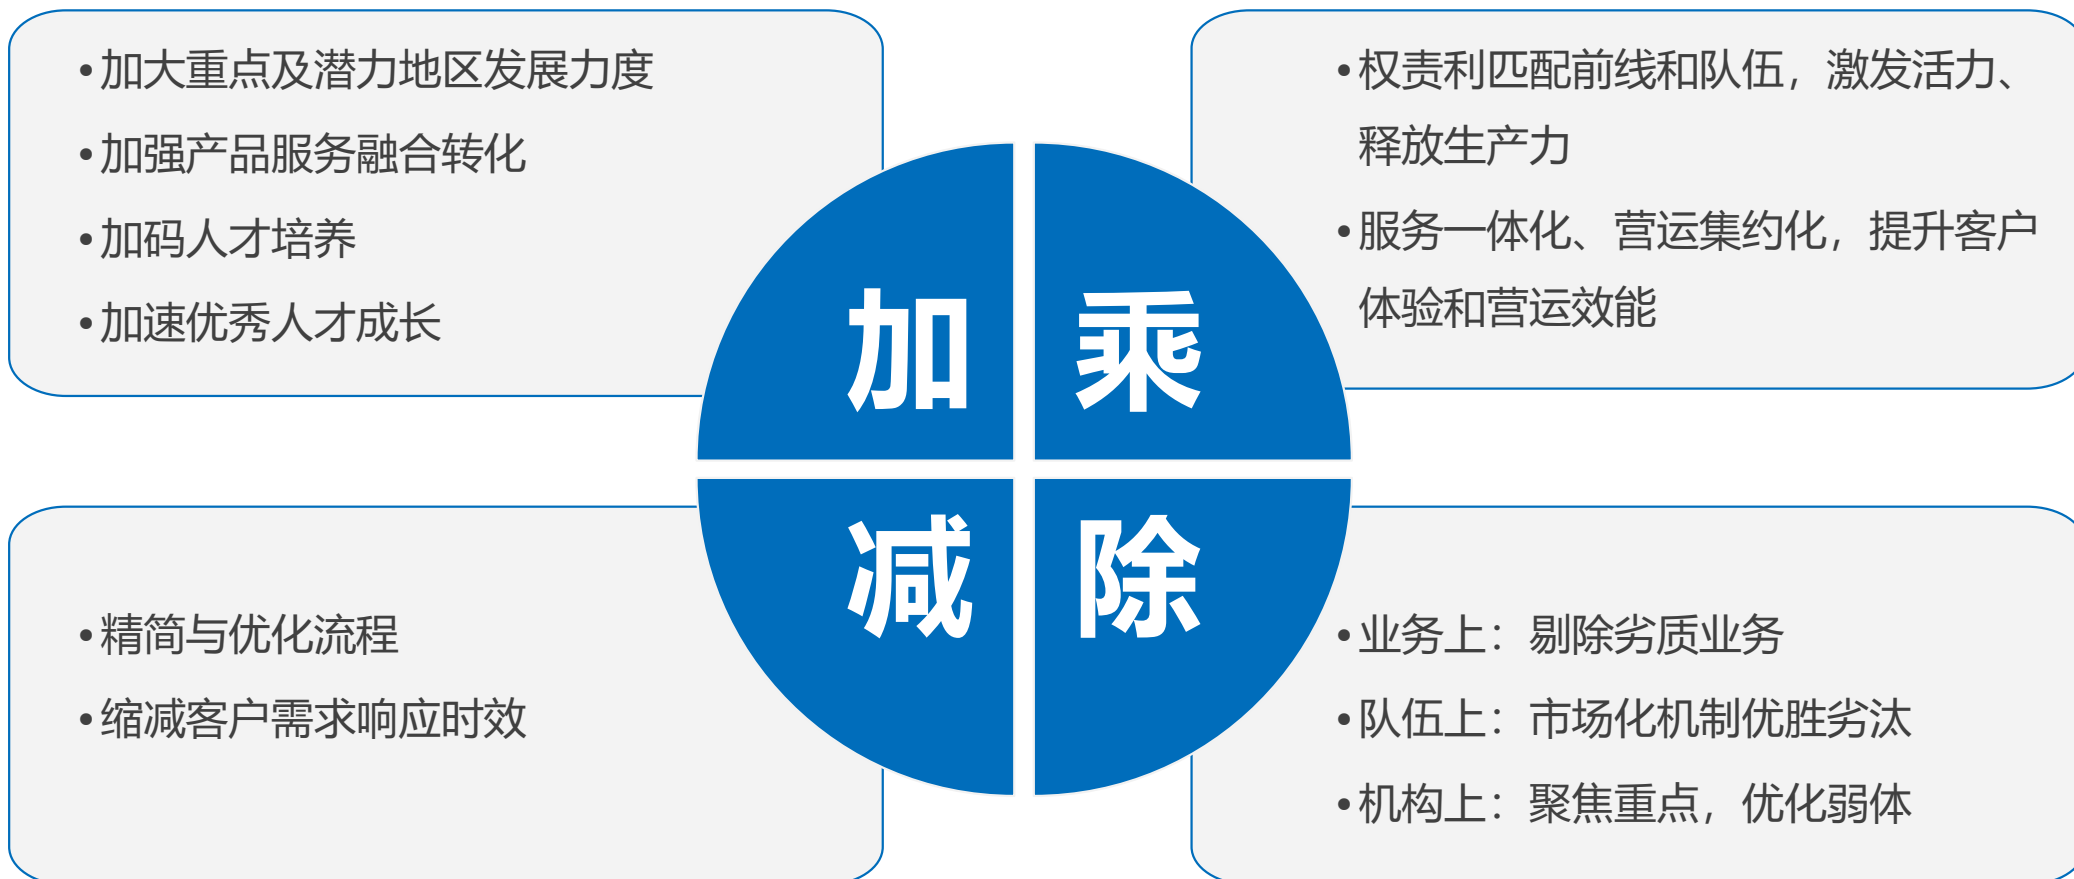 •加大重点及潜力地区发展力度
•加强产品服务融合转化
•加码人才培养
•加速优秀人才成长
•权责利匹配前线和队伍，激发活力、
释放生产力
•服务一体化、营运集约化，提升客户
体验和营运效能
加
乘
减
除
•精简与优化流程
•缩减客户需求响应时效
•业务上：剔除劣质业务
•队伍上：市场化机制优胜劣汰
•机构上：聚焦重点，优化弱体